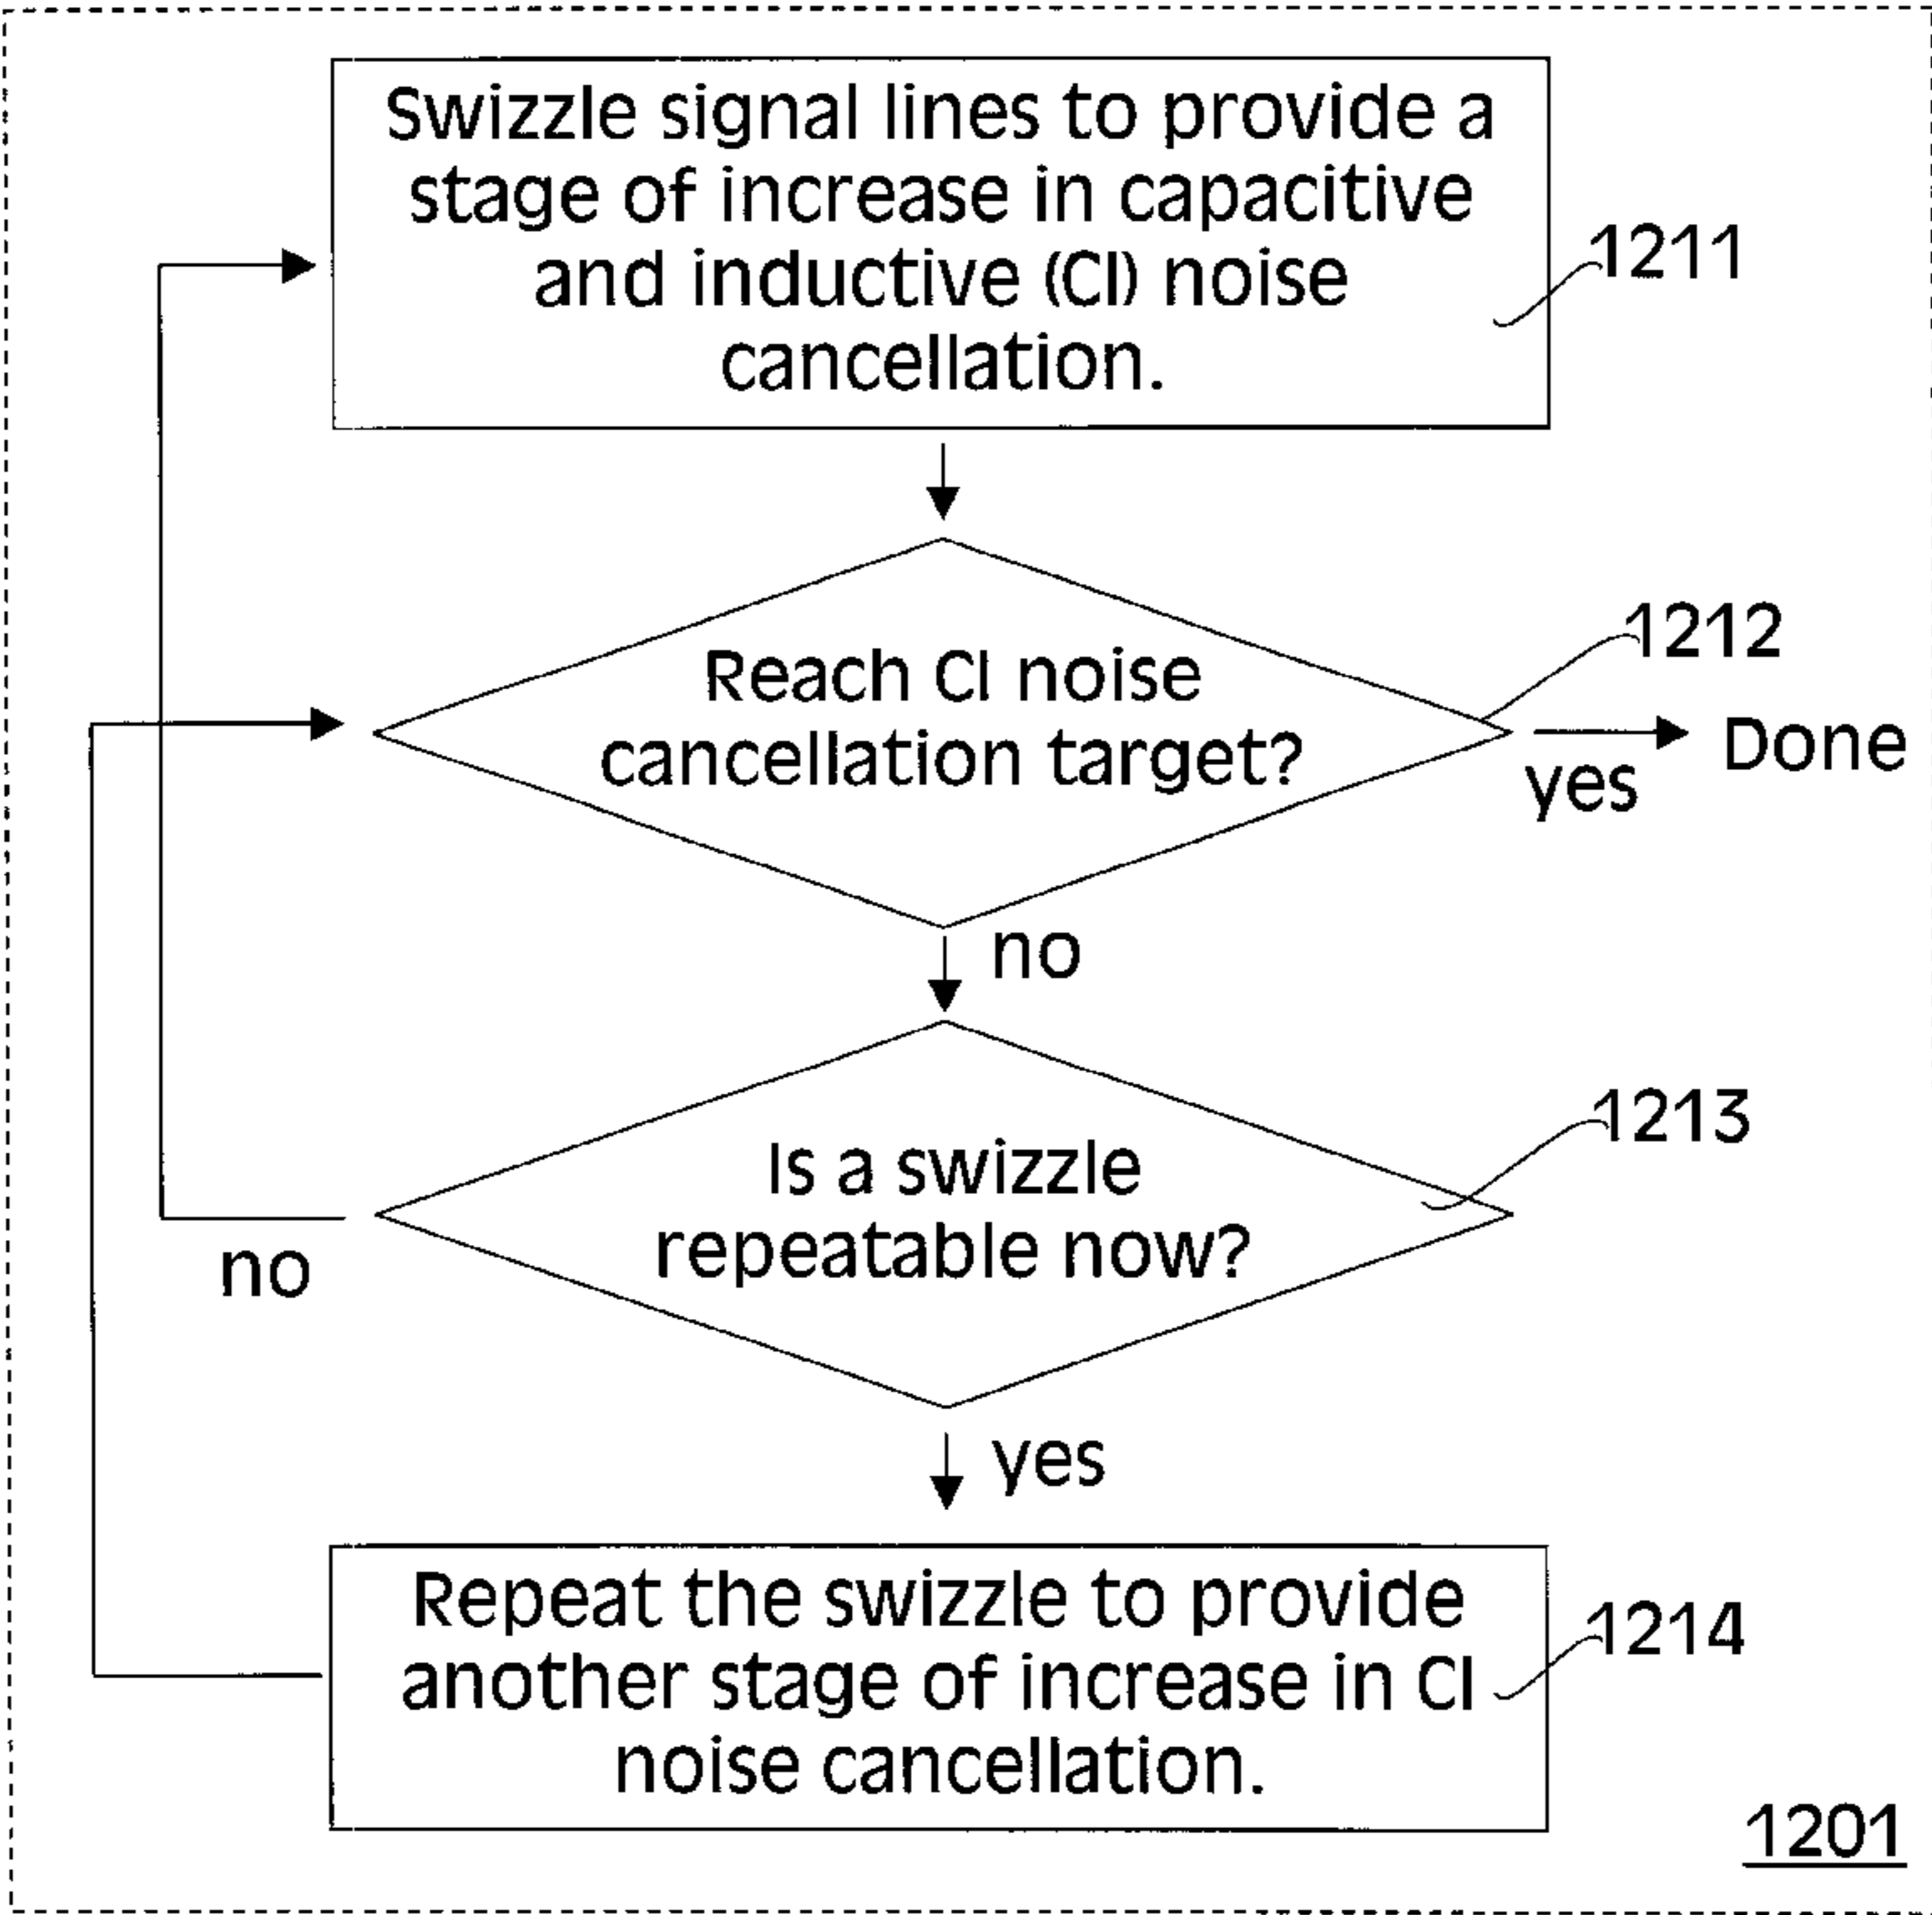 Swizzle signal lines to provide a
stage of increase in capacitive
and inductive (CI) noise
cancellation.
1211
Reach CI noise
cancellation target?
1212
yes
Done
no
Is a swizzle
repeatable now?
1213
no
yes
Repeat the swizzle to provide
another stage of increase in CI
noise cancellation.
1214
1201